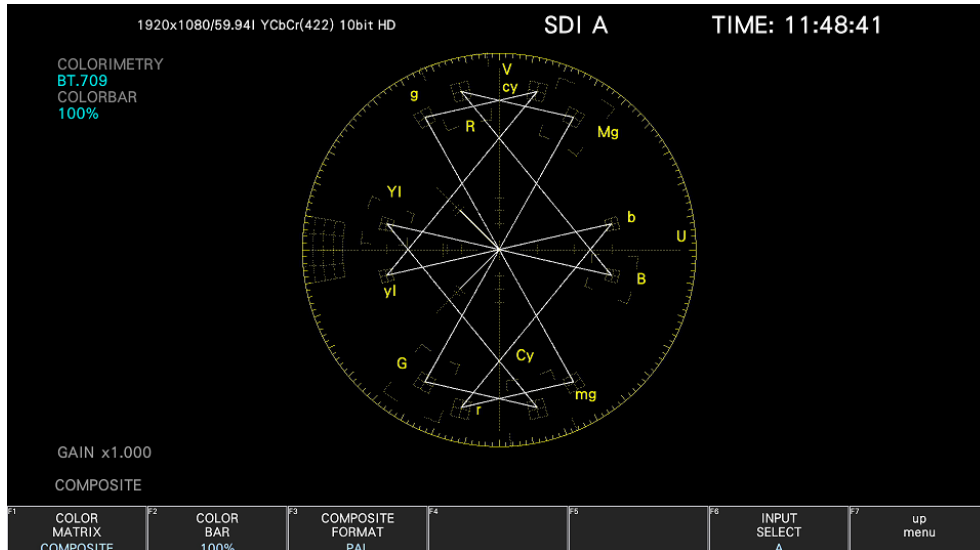 1920x1080/59.94I YCbCr(422) 10bit HD
SDI A
TIME: 11:48:41
COLORIMETRY
BT.709
COLORBAR
100%
V
g
cy
R
Mg
YI
b
U
yl
B
G
Cy
r
mg
GAIN x1.000
COMPOSITE
F1
COLOR
MATRIX
COMPOSITE
F2
COLOR
BAR
100%
F3
COMPOSITE
FORMAT
PAL
F4
F5
F6
INPUT
SELECT
A
F7
up
menu